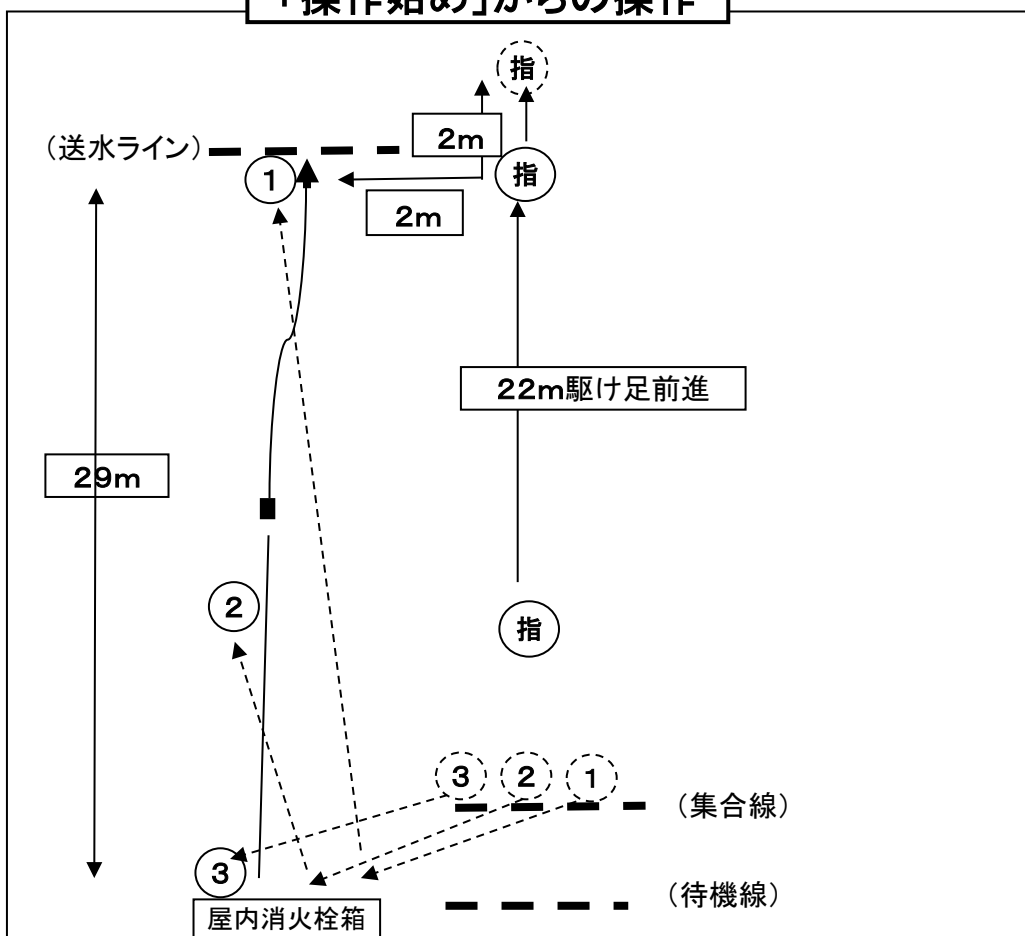 「操作始め」からの操作
指
（送水ライン）
2m
①
指
2m
22m駆け足前進
29m
②
指
③ ② ①
（集合線）
③
（待機線）
屋内消火栓箱